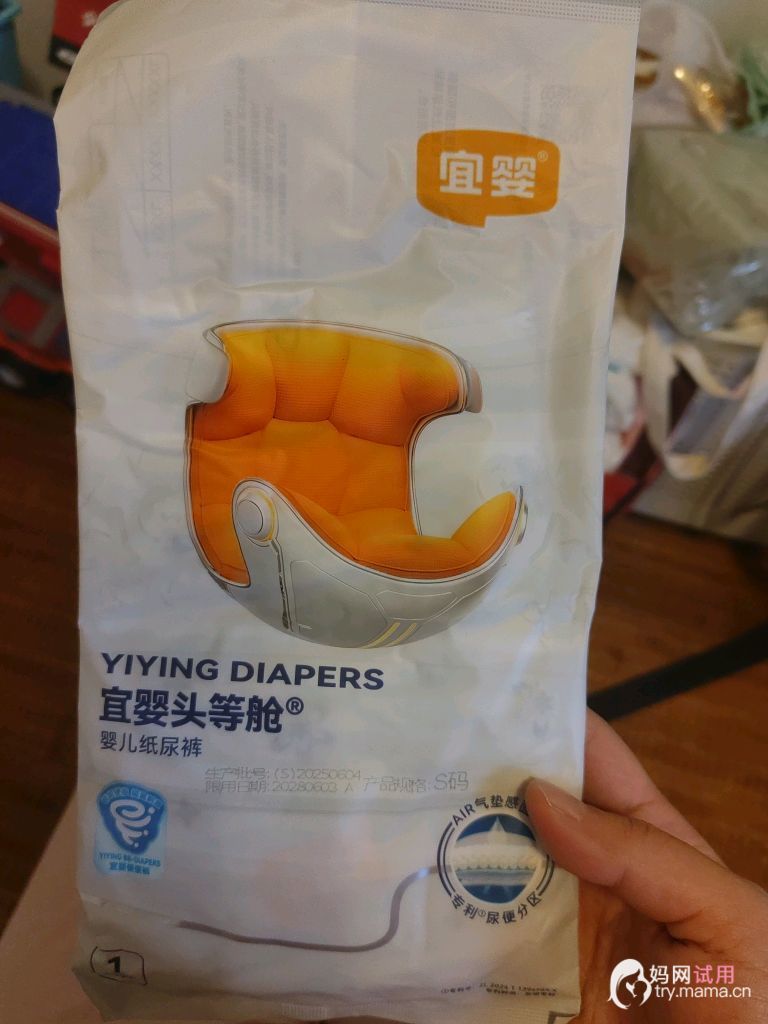 宜婴®
YIYING DIAPERS
宜婴头等舱®
婴儿纸尿裤
生产批号:(S)20250604
限用日期:20280603 A 产品规格:S码
AIR气垫感
专利①尿便分区
YIYING BB-DIAPERS
1
妈网试用
try.mama.cn